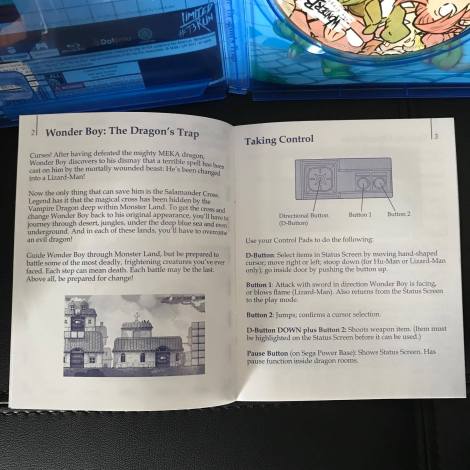 LIMITED
RUN
#73
2
Wonder Boy: The Dragon's Trap
Curses! After having defeated the mighty MEKA dragon,
Wonder Boy discovers to his dismay that a terrible spell has been
cast on him by the mortally wounded beast: He's been changed
into a Lizard-Man!
Now the only thing that can save him is the Salamander Cross.
Legend has it that the magical cross has been hidden by the
Vampire Dragon deep within Monster Land. To get the cross and
change Wonder Boy back to his original appearance, you'll have to
journey through desert, jungles, under the deep blue sea and even
underground. And in each of these lands, you'll have to overcome
an evil dragon!
Guide Wonder Boy through Monster Land, but be prepared to
battle some of the most deadly, frightening creatures you've ever
faced. Each step can mean death. Each battle may be the last.
Above all, be prepared for change!
Taking Control
3
Directional Button
(D-Button)
Button 1
Button 2
Use your Control Pads to do the following:
D-Button: Select items in Status Screen by moving hand-shaped
cursor; move right or left; stoop down (for Hu-Man or Lizard-Man
only); go inside door by pushing the button up.
Button 1: Attack with sword in direction Wonder Boy is facing,
or blows flame (Lizard-Man). Also returns from the Status Screen
to the play mode.
Button 2: Jumps; confirms a cursor selection.
D-Button DOWN plus Button 2: Shoots weapon item. (Item must
be highlighted on the Status Screen before it can be used.)
Pause Button (on Sega Power Base): Shows Status Screen. Has
pause function inside dragon rooms.